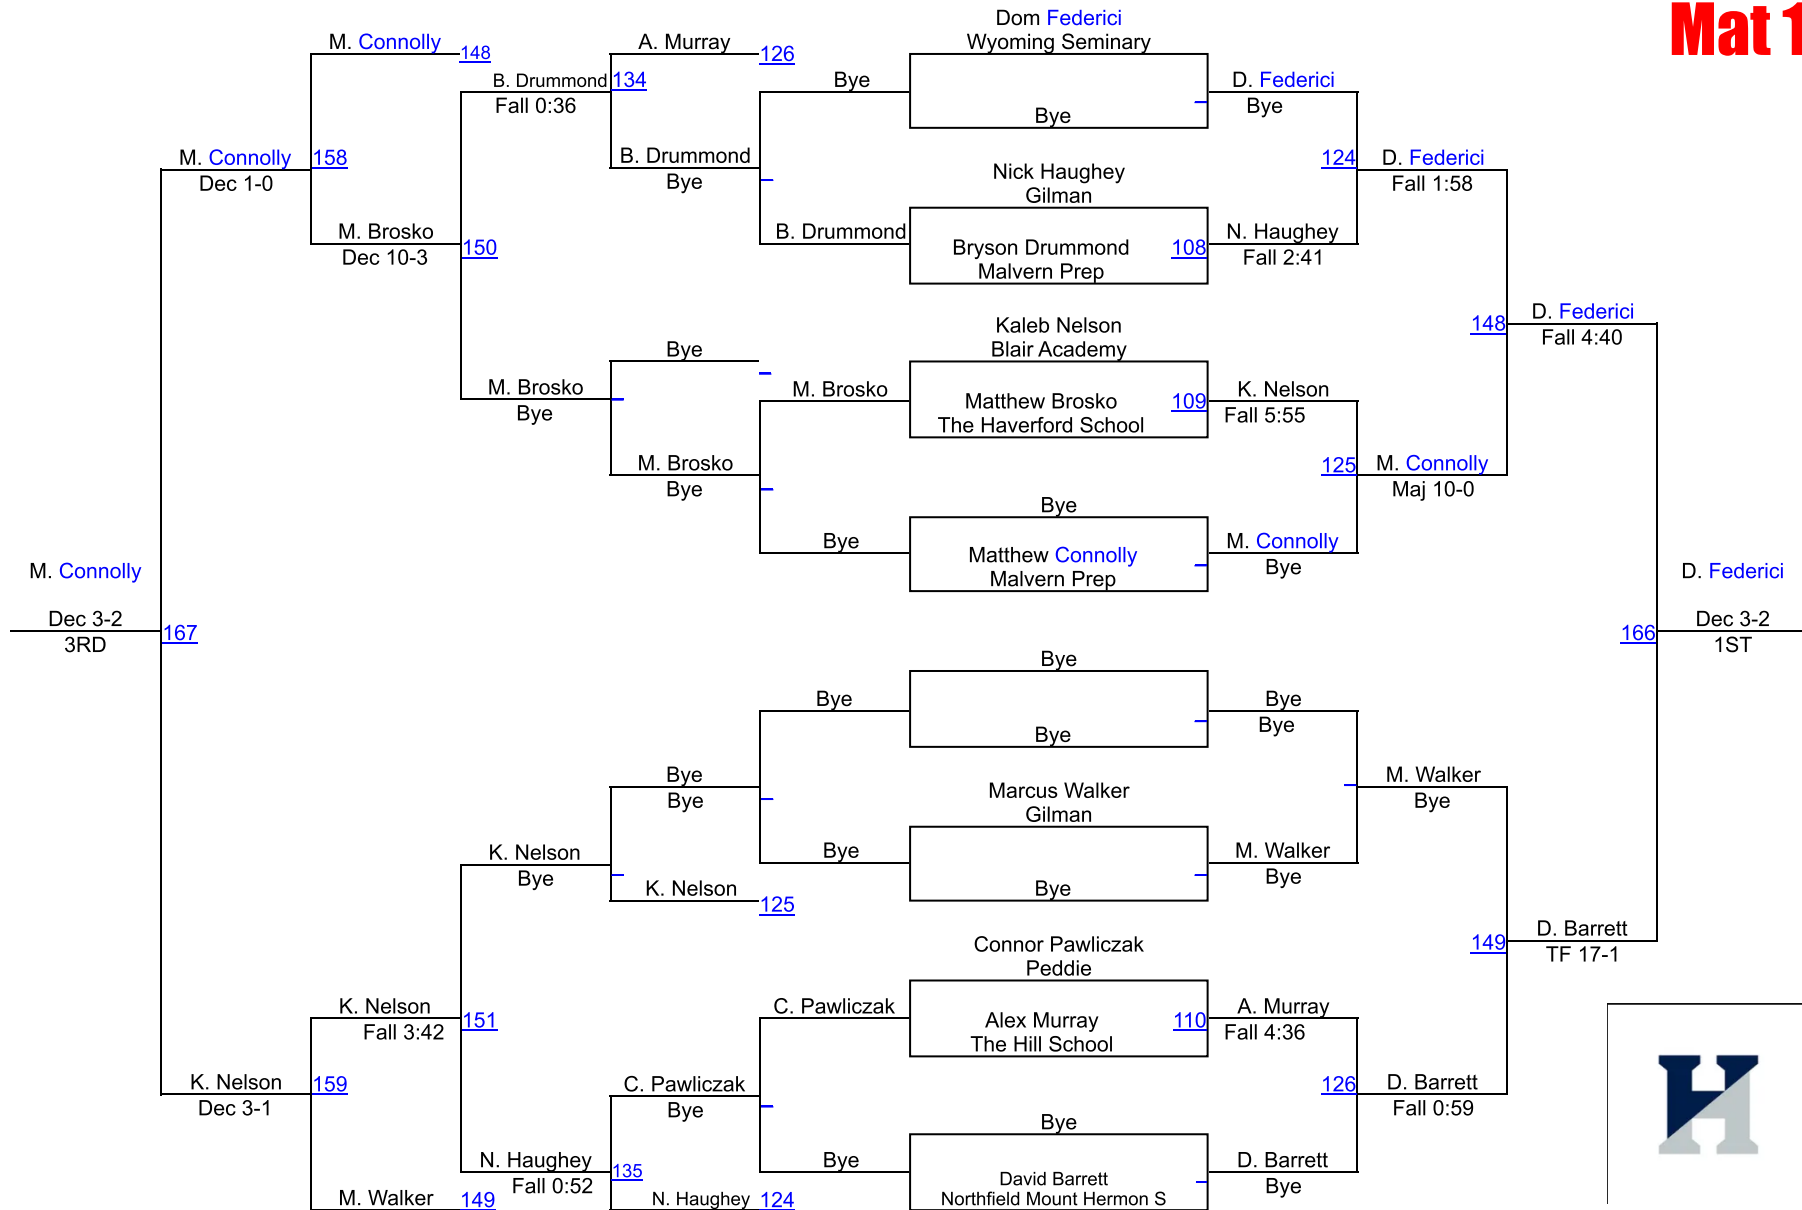 Mat 1
Dom Federici
Wyoming Seminary
M. Connolly
148
A. Murray
126
B. Drummond
134
Fall 0:36
Bye
D. Federici
Bye
Bye
M. Connolly
158
Dec 1-0
B. Drummond
Bye
124
D. Federici
Fall 1:58
Nick Haughey
Gilman
M. Brosko
150
Dec 10-3
B. Drummond
Bryson Drummond
Malvern Prep
108
N. Haughey
Fall 2:41
Kaleb Nelson
Blair Academy
148
D. Federici
Fall 4:40
Bye
M. Brosko
Bye
M. Brosko
Matthew Brosko
The Haverford School
109
K. Nelson
Fall 5:55
M. Brosko
Bye
125
M. Connolly
Maj 10-0
Bye
Bye
Matthew Connolly
Malvern Prep
M. Connolly
Bye
M. Connolly
Dec 3-2
3RD
167
D. Federici
166
Dec 3-2
1ST
Bye
Bye
Bye
Bye
Bye
Bye
Bye
M. Walker
Bye
Marcus Walker
Gilman
K. Nelson
Bye
Bye
Bye
M. Walker
Bye
K. Nelson
125
149
D. Barrett
TF 17-1
Connor Pawliczak
Peddie
K. Nelson
151
Fall 3:42
C. Pawliczak
Alex Murray
The Hill School
110
A. Murray
Fall 4:36
K. Nelson
159
Dec 3-1
C. Pawliczak
Bye
126
D. Barrett
Fall 0:59
Bye
N. Haughey
135
Fall 0:52
Bye
David Barrett
Northfield Mount Hermon S
D. Barrett
Bye
M. Walker
149
N. Haughey
124
H